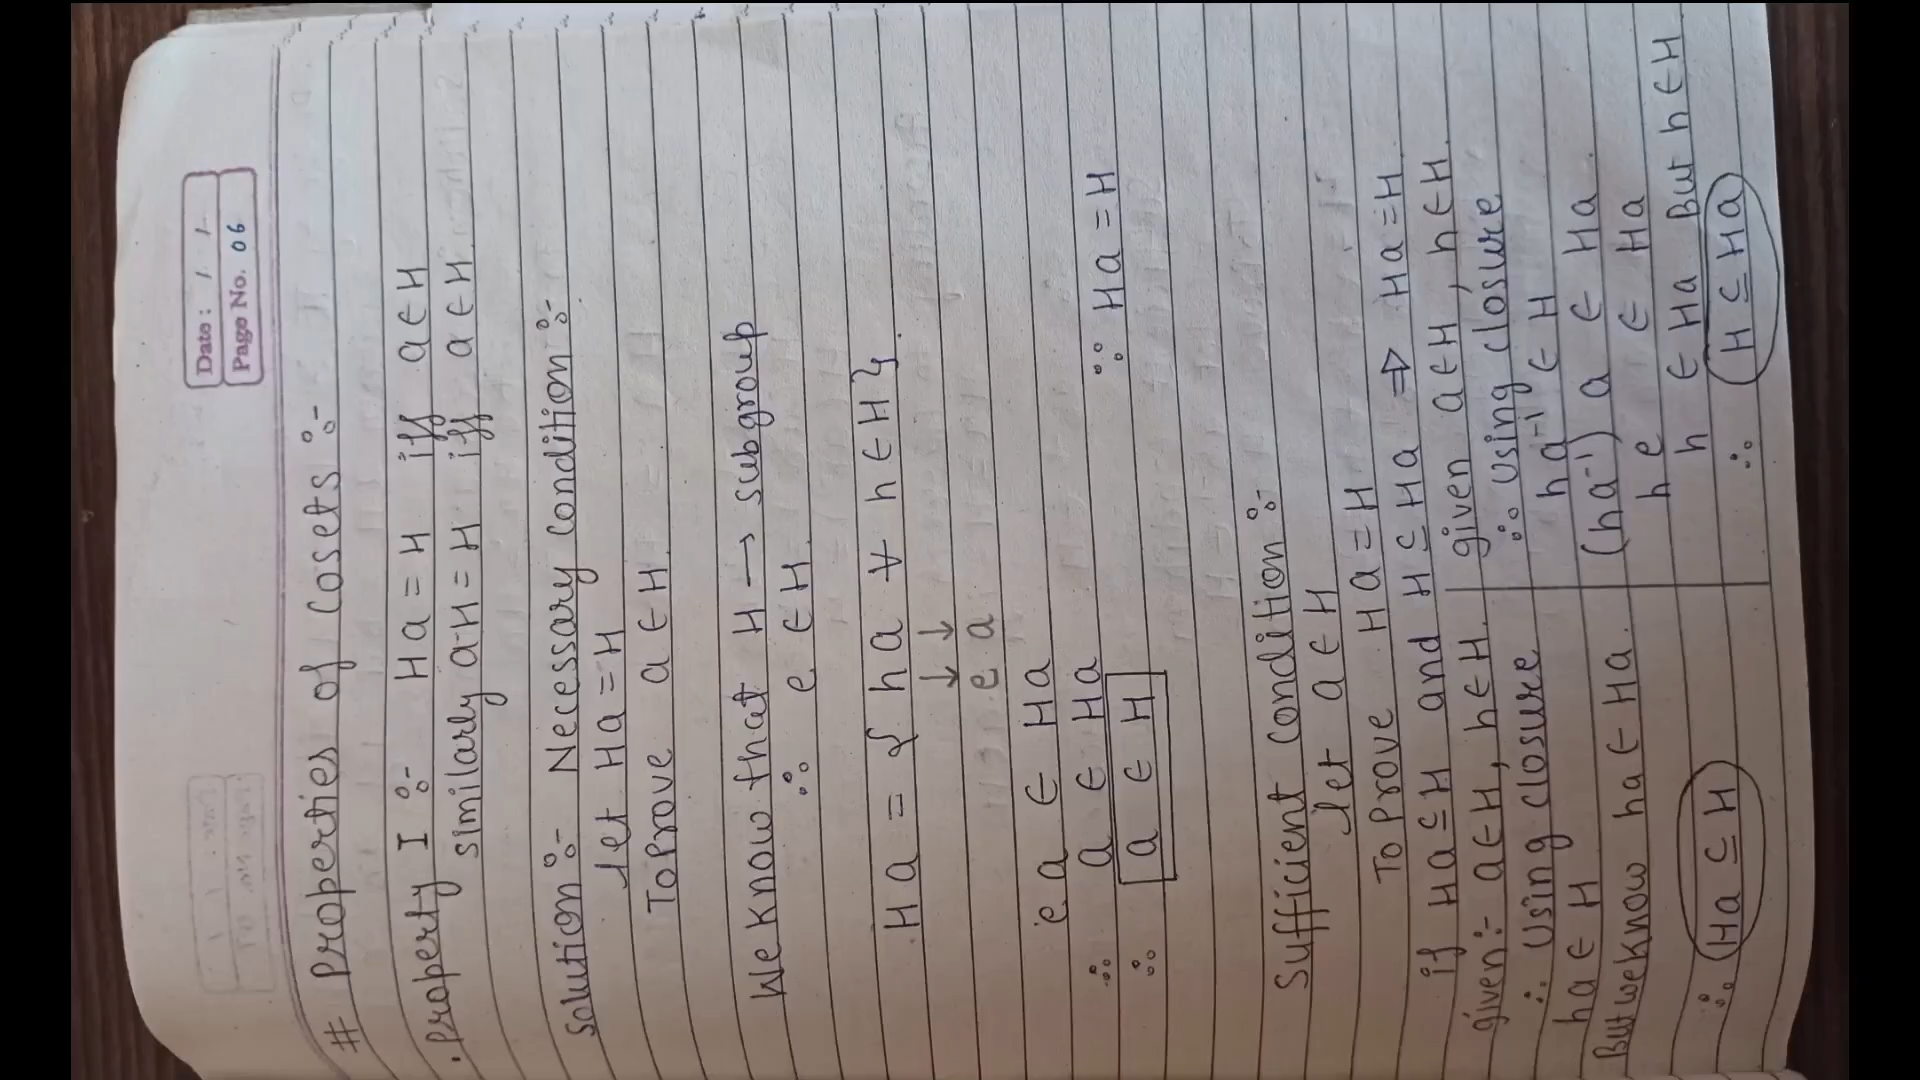 Date: / /
Page No. 06
# Properties of Cosets :-
. Property I :- Ha = H iff a ∈ H
similarly aH = H iff a ∈ H
Solution :- Necessary Condition :-
let Ha = H
To Prove a ∈ H
We know that H → subgroup
∴ e ∈ H
Ha = { ha ∀ h ∈ H }.
↓ ↓
e a
e a ∈ Ha
∴ a ∈ Ha ∵ Ha = H
∴ a ∈ H
Sufficient Condition :-
let a ∈ H
To Prove Ha = H
if Ha ⊆ H and H ⊆ Ha ⇒ Ha = H
given :- a ∈ H, h ∈ H.
∴ Using closure
ha ∈ H
But we know ha ∈ Ha.
∴ Ha ⊆ H
given a ∈ H, h ∈ H.
∴ Using closure
ha⁻¹ ∈ H
(ha⁻¹) a ∈ Ha.
h e ∈ Ha
h ∈ Ha But h ∈ H
∴ H ⊆ Ha